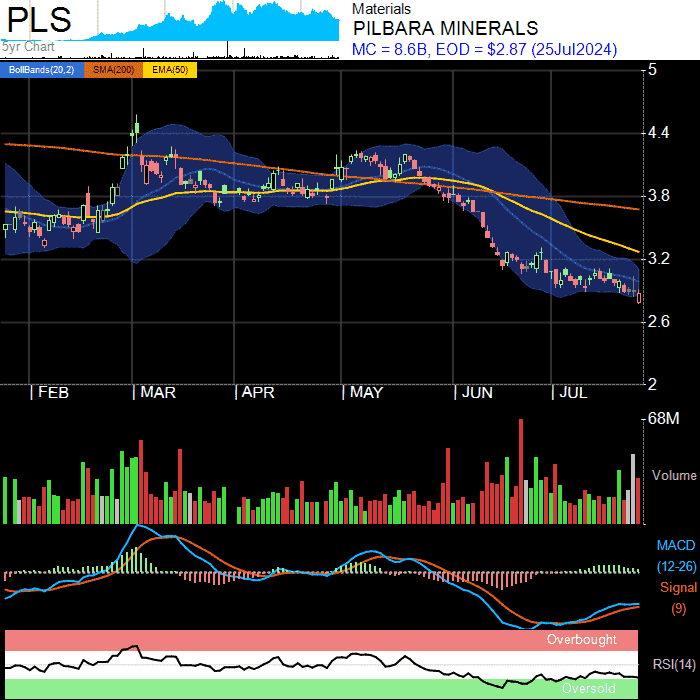 PLS
5yr Chart
Materials
PILBARA MINERALS
MC = 8.6B, EOD = $2.87 (25Jul2024)
BollBands(20,2) SMA(200) EMA(50)
5
4.4
3.8
3.2
2.6
2
FEB MAR APR MAY JUN JUL
68M
Volume
MACD
(12-26)
Signal
(9)
Overbought
RSI(14)
Oversold